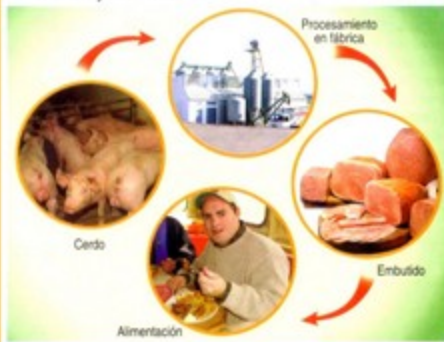 Procesamiento
en fábrica
Cerdo
Embutido
Alimentación